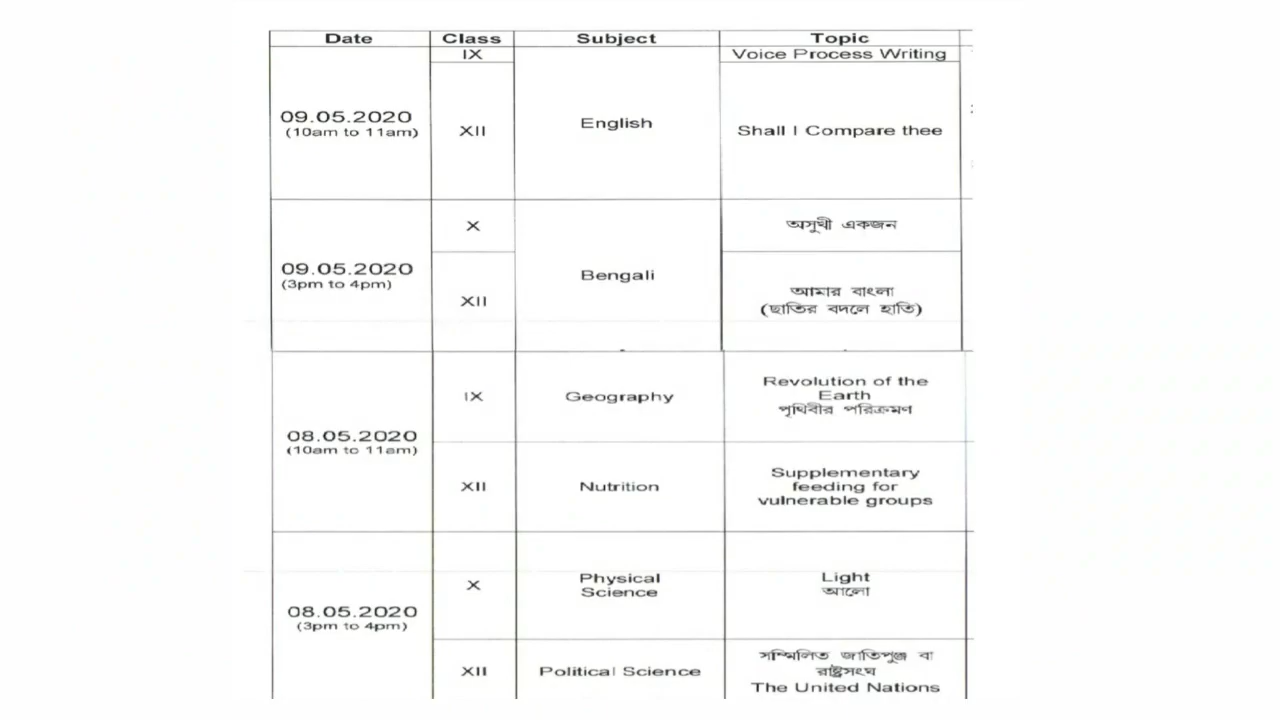 Date Class Subject Topic
IX Voice Process Writing
09.05.2020
(10am to 11am)
XII
English
Shall I Compare thee
X
অসুখী একজন
09.05.2020
(3pm to 4pm)
XII
Bengali
আমার বাংলা
(ছাতির বদলে হাতি)
08.05.2020
(10am to 11am)
IX
Geography
Revolution of the
Earth
পৃথিবীর পরিক্রমণ
XII
Nutrition
Supplementary
feeding for
vulnerable groups
08.05.2020
(3pm to 4pm)
X
Physical
Science
Light
আলো
XII
Political Science
সম্মিলিত জাতিপুঞ্জ বা
রাষ্ট্রসংঘ
The United Nations